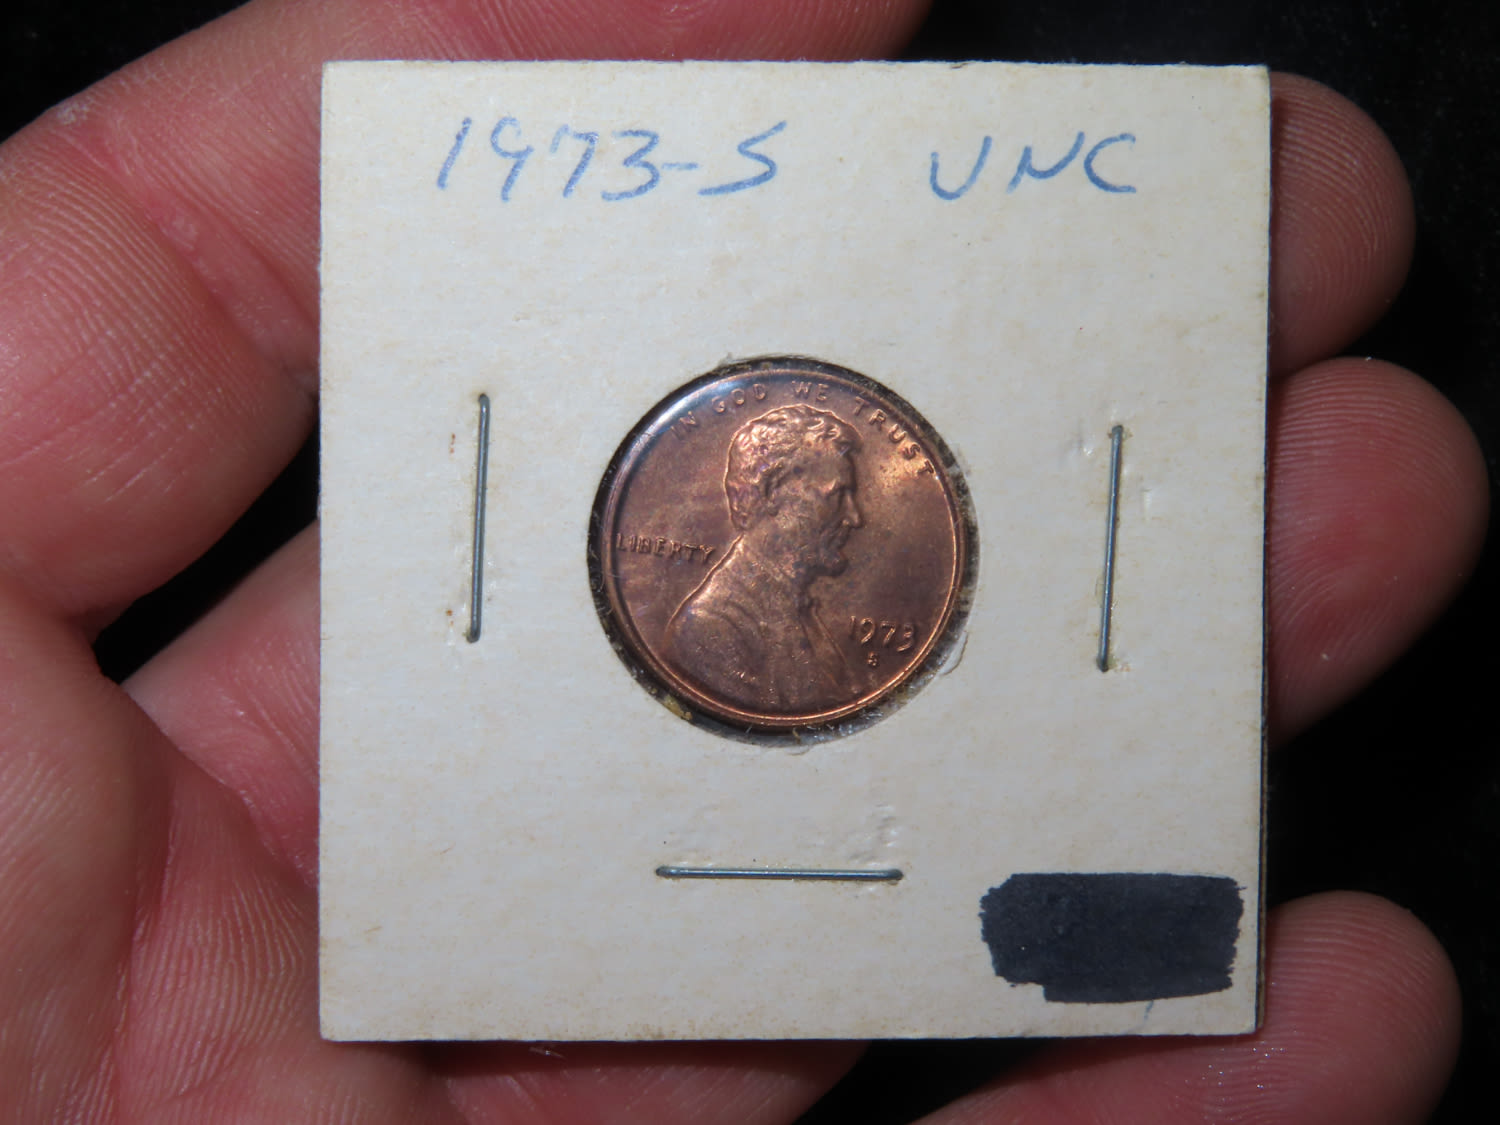 1973-S UNC
IN GOD WE TRUST
LIBERTY
1973
S